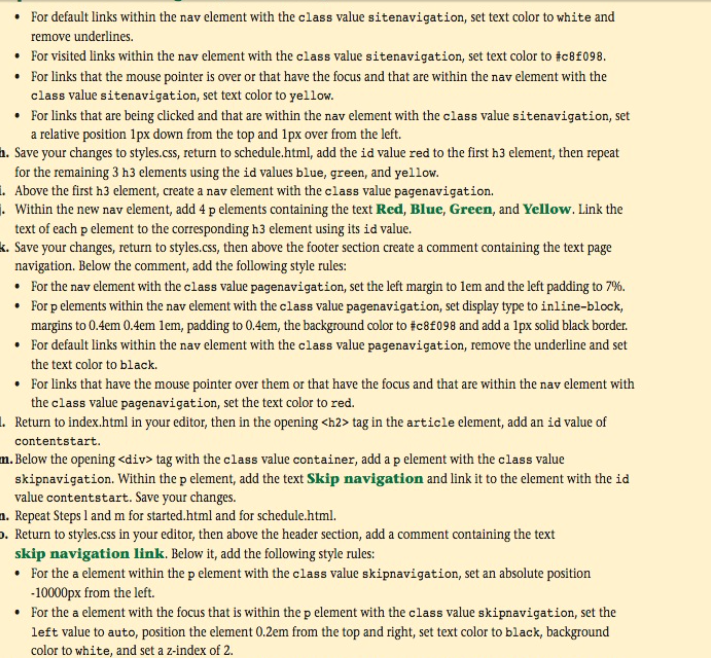 • For default links within the nav element with the class value sitenavigation, set text color to white and
remove underlines.
• For visited links within the nav element with the class value sitenavigation, set text color to #c8f098.
• For links that the mouse pointer is over or that have the focus and that are within the nav element with the
class value sitenavigation, set text color to yellow.
• For links that are being clicked and that are within the nav element with the class value sitenavigation, set
a relative position 1px down from the top and 1px over from the left.
h. Save your changes to styles.css, return to schedule.html, add the id value red to the first h3 element, then repeat
for the remaining 3 h3 elements using the id values blue, green, and yellow.
. Above the first h3 element, create a nav element with the class value pagenavigation.
. Within the new nav element, add 4 p elements containing the text Red, Blue, Green, and Yellow. Link the
text of each p element to the corresponding h3 element using its id value.
k. Save your changes, return to styles.css, then above the footer section create a comment containing the text page
navigation. Below the comment, add the following style rules:
• For the nav element with the class value pagenavigation, set the left margin to 1em and the left padding to 7%.
• For p elements within the nav element with the class value pagenavigation, set display type to inline-block,
margins to 0.4em 0.4em 1em, padding to 0.4em, the background color to #c8f098 and add a 1px solid black border.
• For default links within the nav element with the class value pagenavigation, remove the underline and set
the text color to black.
• For links that have the mouse pointer over them or that have the focus and that are within the nav element with
the class value pagenavigation, set the text color to red.
. Return to index.html in your editor, then in the opening <h2> tag in the article element, add an id value of
contentstart.
m. Below the opening <div> tag with the class value container, add a p element with the class value
skipnavigation. Within the p element, add the text Skip navigation and link it to the element with the id
value contentstart. Save your changes.
n. Repeat Steps l and m for started.html and for schedule.html.
o. Return to styles.css in your editor, then above the header section, add a comment containing the text
skip navigation link. Below it, add the following style rules:
• For the a element within the p element with the class value skipnavigation, set an absolute position
-10000px from the left.
• For the a element with the focus that is within the p element with the class value skipnavigation, set the
left value to auto, position the element 0.2em from the top and right, set text color to black, background
color to white, and set a z-index of 2.